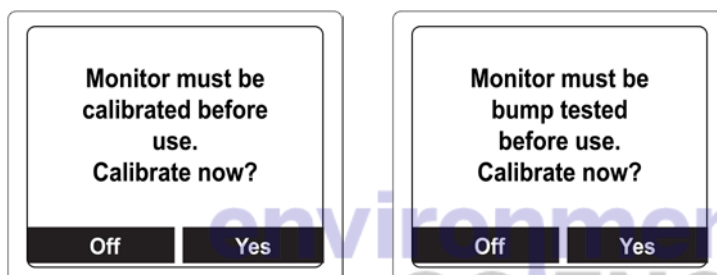 Monitor must be
calibrated before
use.
Calibrate now?
Off Yes
Monitor must be
bump tested
before use.
Calibrate now?
Off Yes